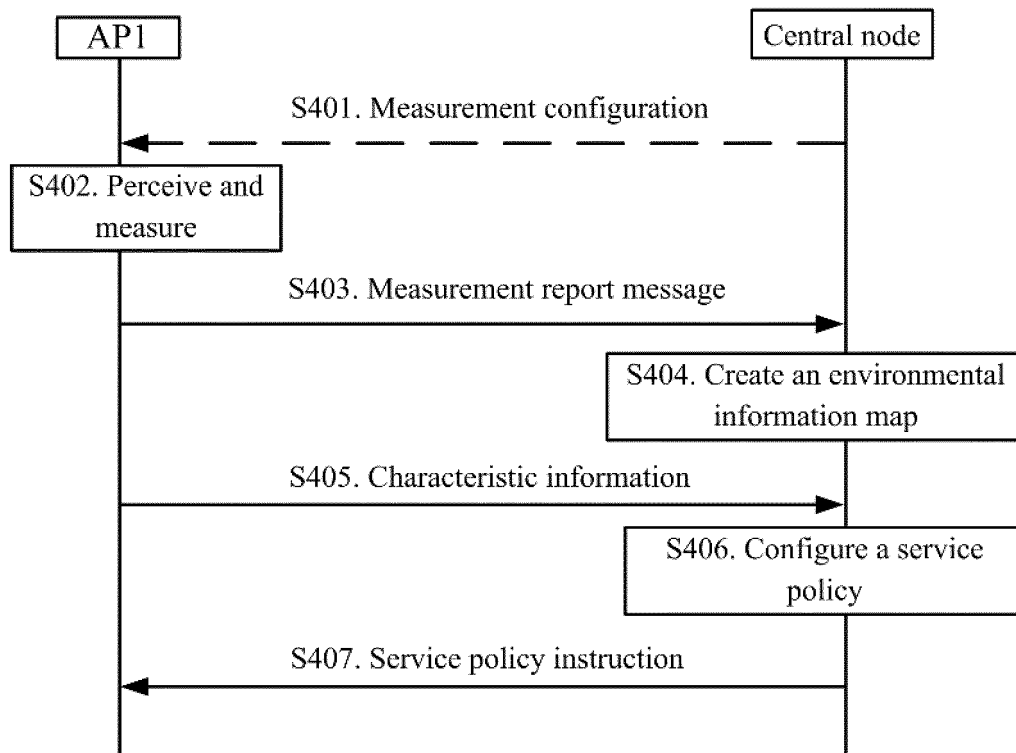 AP1
Central node
S401. Measurement configuration
S402. Perceive and
measure
S403. Measurement report message
S404. Create an environmental
information map
S405. Characteristic information
S406. Configure a service
policy
S407. Service policy instruction